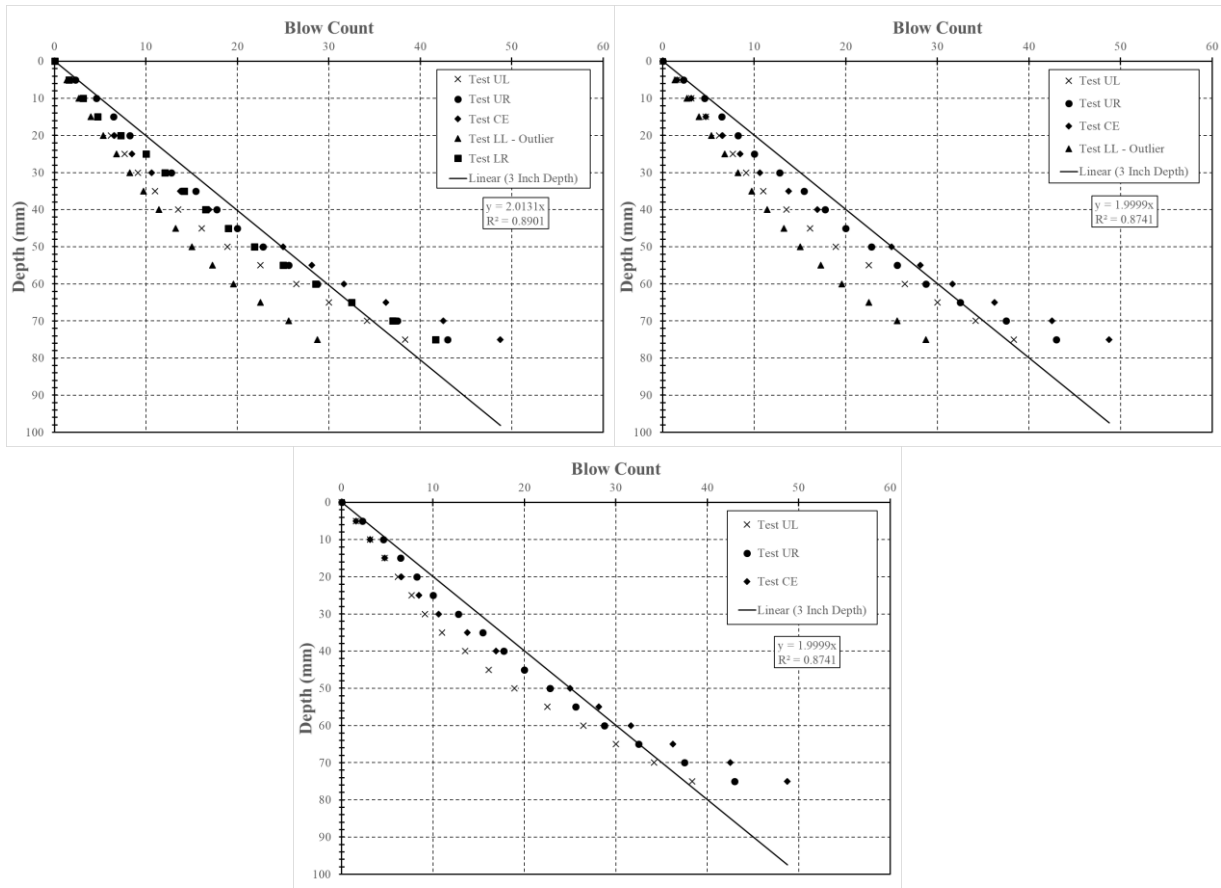 Blow Count
0 10 20 30 40 50 60
0
10
20
30
40
50
60
70
80
90
100
Depth (mm)
Test UL
Test UR
Test CE
Test LL - Outlier
Test LR
Linear (3 Inch Depth)
y = 2.0131x
R² = 0.8901
Blow Count
0 10 20 30 40 50 60
0
10
20
30
40
50
60
70
80
90
100
Depth (mm)
Test UL
Test UR
Test CE
Test LL - Outlier
Linear (3 Inch Depth)
y = 1.9999x
R² = 0.8741
Blow Count
0 10 20 30 40 50 60
0
10
20
30
40
50
60
70
80
90
100
Depth (mm)
Test UL
Test UR
Test CE
Linear (3 Inch Depth)
y = 1.9999x
R² = 0.8741